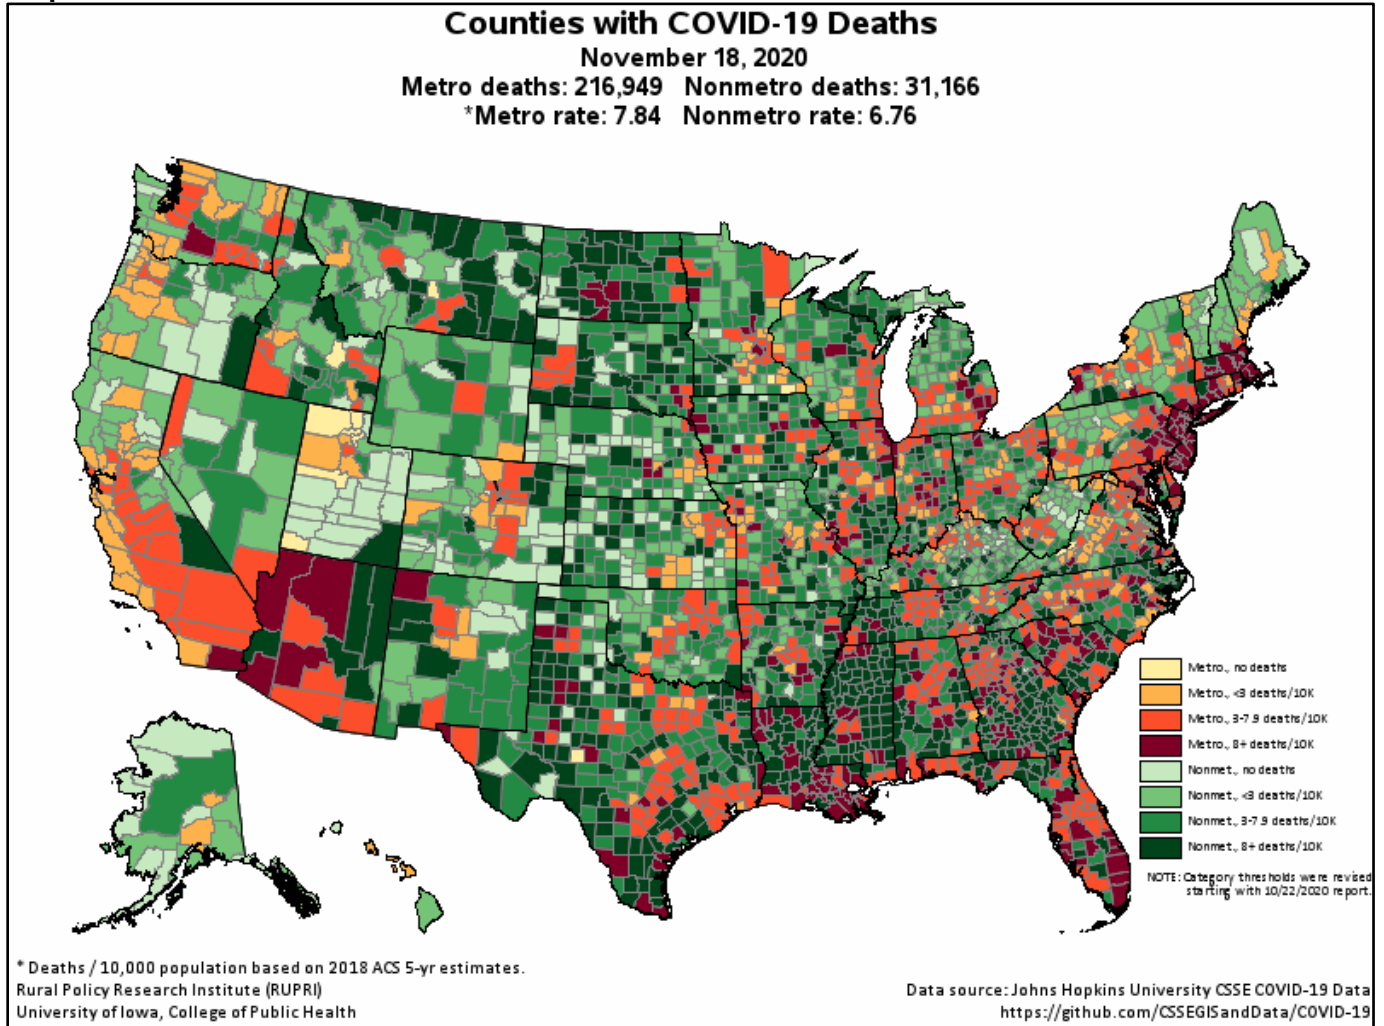 Counties with COVID-19 Deaths
November 18, 2020
Metro deaths: 216,949 Nonmetro deaths: 31,166
*Metro rate: 7.84 Nonmetro rate: 6.76
Metro., no deaths
Metro., <3 deaths/10K
Metro., 3-7.9 deaths/10K
Metro., 8+ deaths/10K
Nonmet., no deaths
Nonmet., <3 deaths/10K
Nonmet., 3-7.9 deaths/10K
Nonmet., 8+ deaths/10K
NOTE: Category thresholds were revised
starting with 10/22/2020 report.
* Deaths / 10,000 population based on 2018 ACS 5-yr estimates.
Rural Policy Research Institute (RUPRI)
University of Iowa, College of Public Health
Data source: Johns Hopkins University CSSE COVID-19 Data
https://github.com/CSSEGISandData/COVID-19